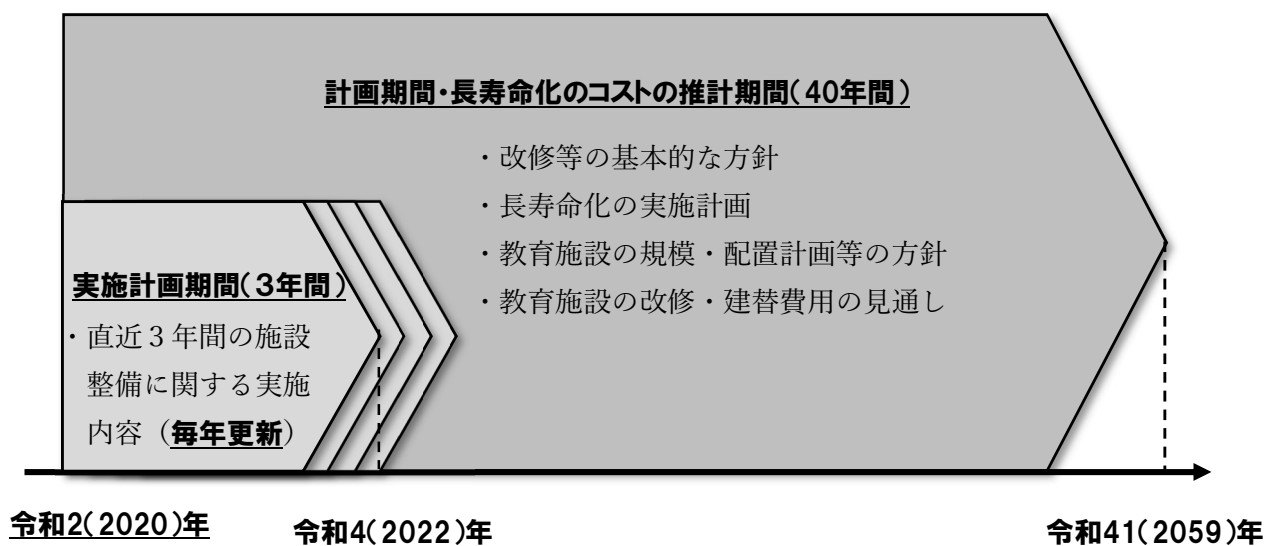 計画期間・長寿命化のコストの推計期間(40年間)
・改修等の基本的な方針
・長寿命化の実施計画
・教育施設の規模・配置計画等の方針
・教育施設の改修・建替費用の見通し
実施計画期間(3年間)
・直近3年間の施設
整備に関する実施
内容(毎年更新)
令和2(2020)年
令和4(2022)年
令和41(2059)年